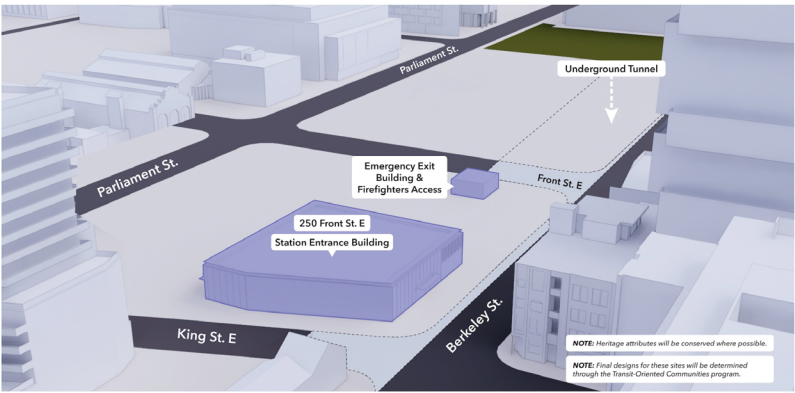 Parliament St.
Underground Tunnel
Parliament St.
Emergency Exit
Building &
Firefighters Access
Front St. E
250 Front St. E
Station Entrance Building
King St. E
Berkeley St.
NOTE: Heritage attributes will be conserved where possible.
NOTE: Final designs for these sites will be determined
through the Transit-Oriented Communities program.